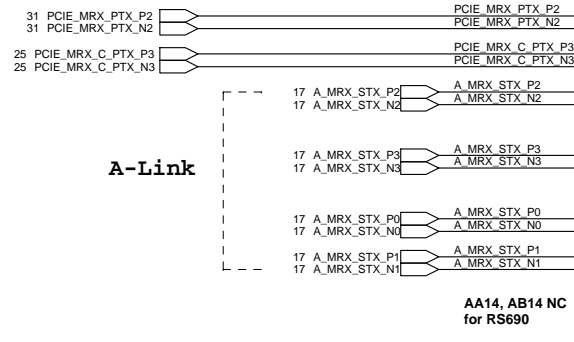 31 PCIE_MRX_PTX_P2 PCIE_MRX_PTX_P2
31 PCIE_MRX_PTX_N2 PCIE_MRX_PTX_N2
25 PCIE_MRX_C_PTX_P3 PCIE_MRX_C_PTX_P3
25 PCIE_MRX_C_PTX_N3 PCIE_MRX_C_PTX_N3
17 A_MRX_STX_P2 A_MRX_STX_P2
17 A_MRX_STX_N2 A_MRX_STX_N2
A-Link
17 A_MRX_STX_P3 A_MRX_STX_P3
17 A_MRX_STX_N3 A_MRX_STX_N3
17 A_MRX_STX_P0 A_MRX_STX_P0
17 A_MRX_STX_N0 A_MRX_STX_N0
17 A_MRX_STX_P1 A_MRX_STX_P1
17 A_MRX_STX_N1 A_MRX_STX_N1
AA14, AB14 NC
for RS690